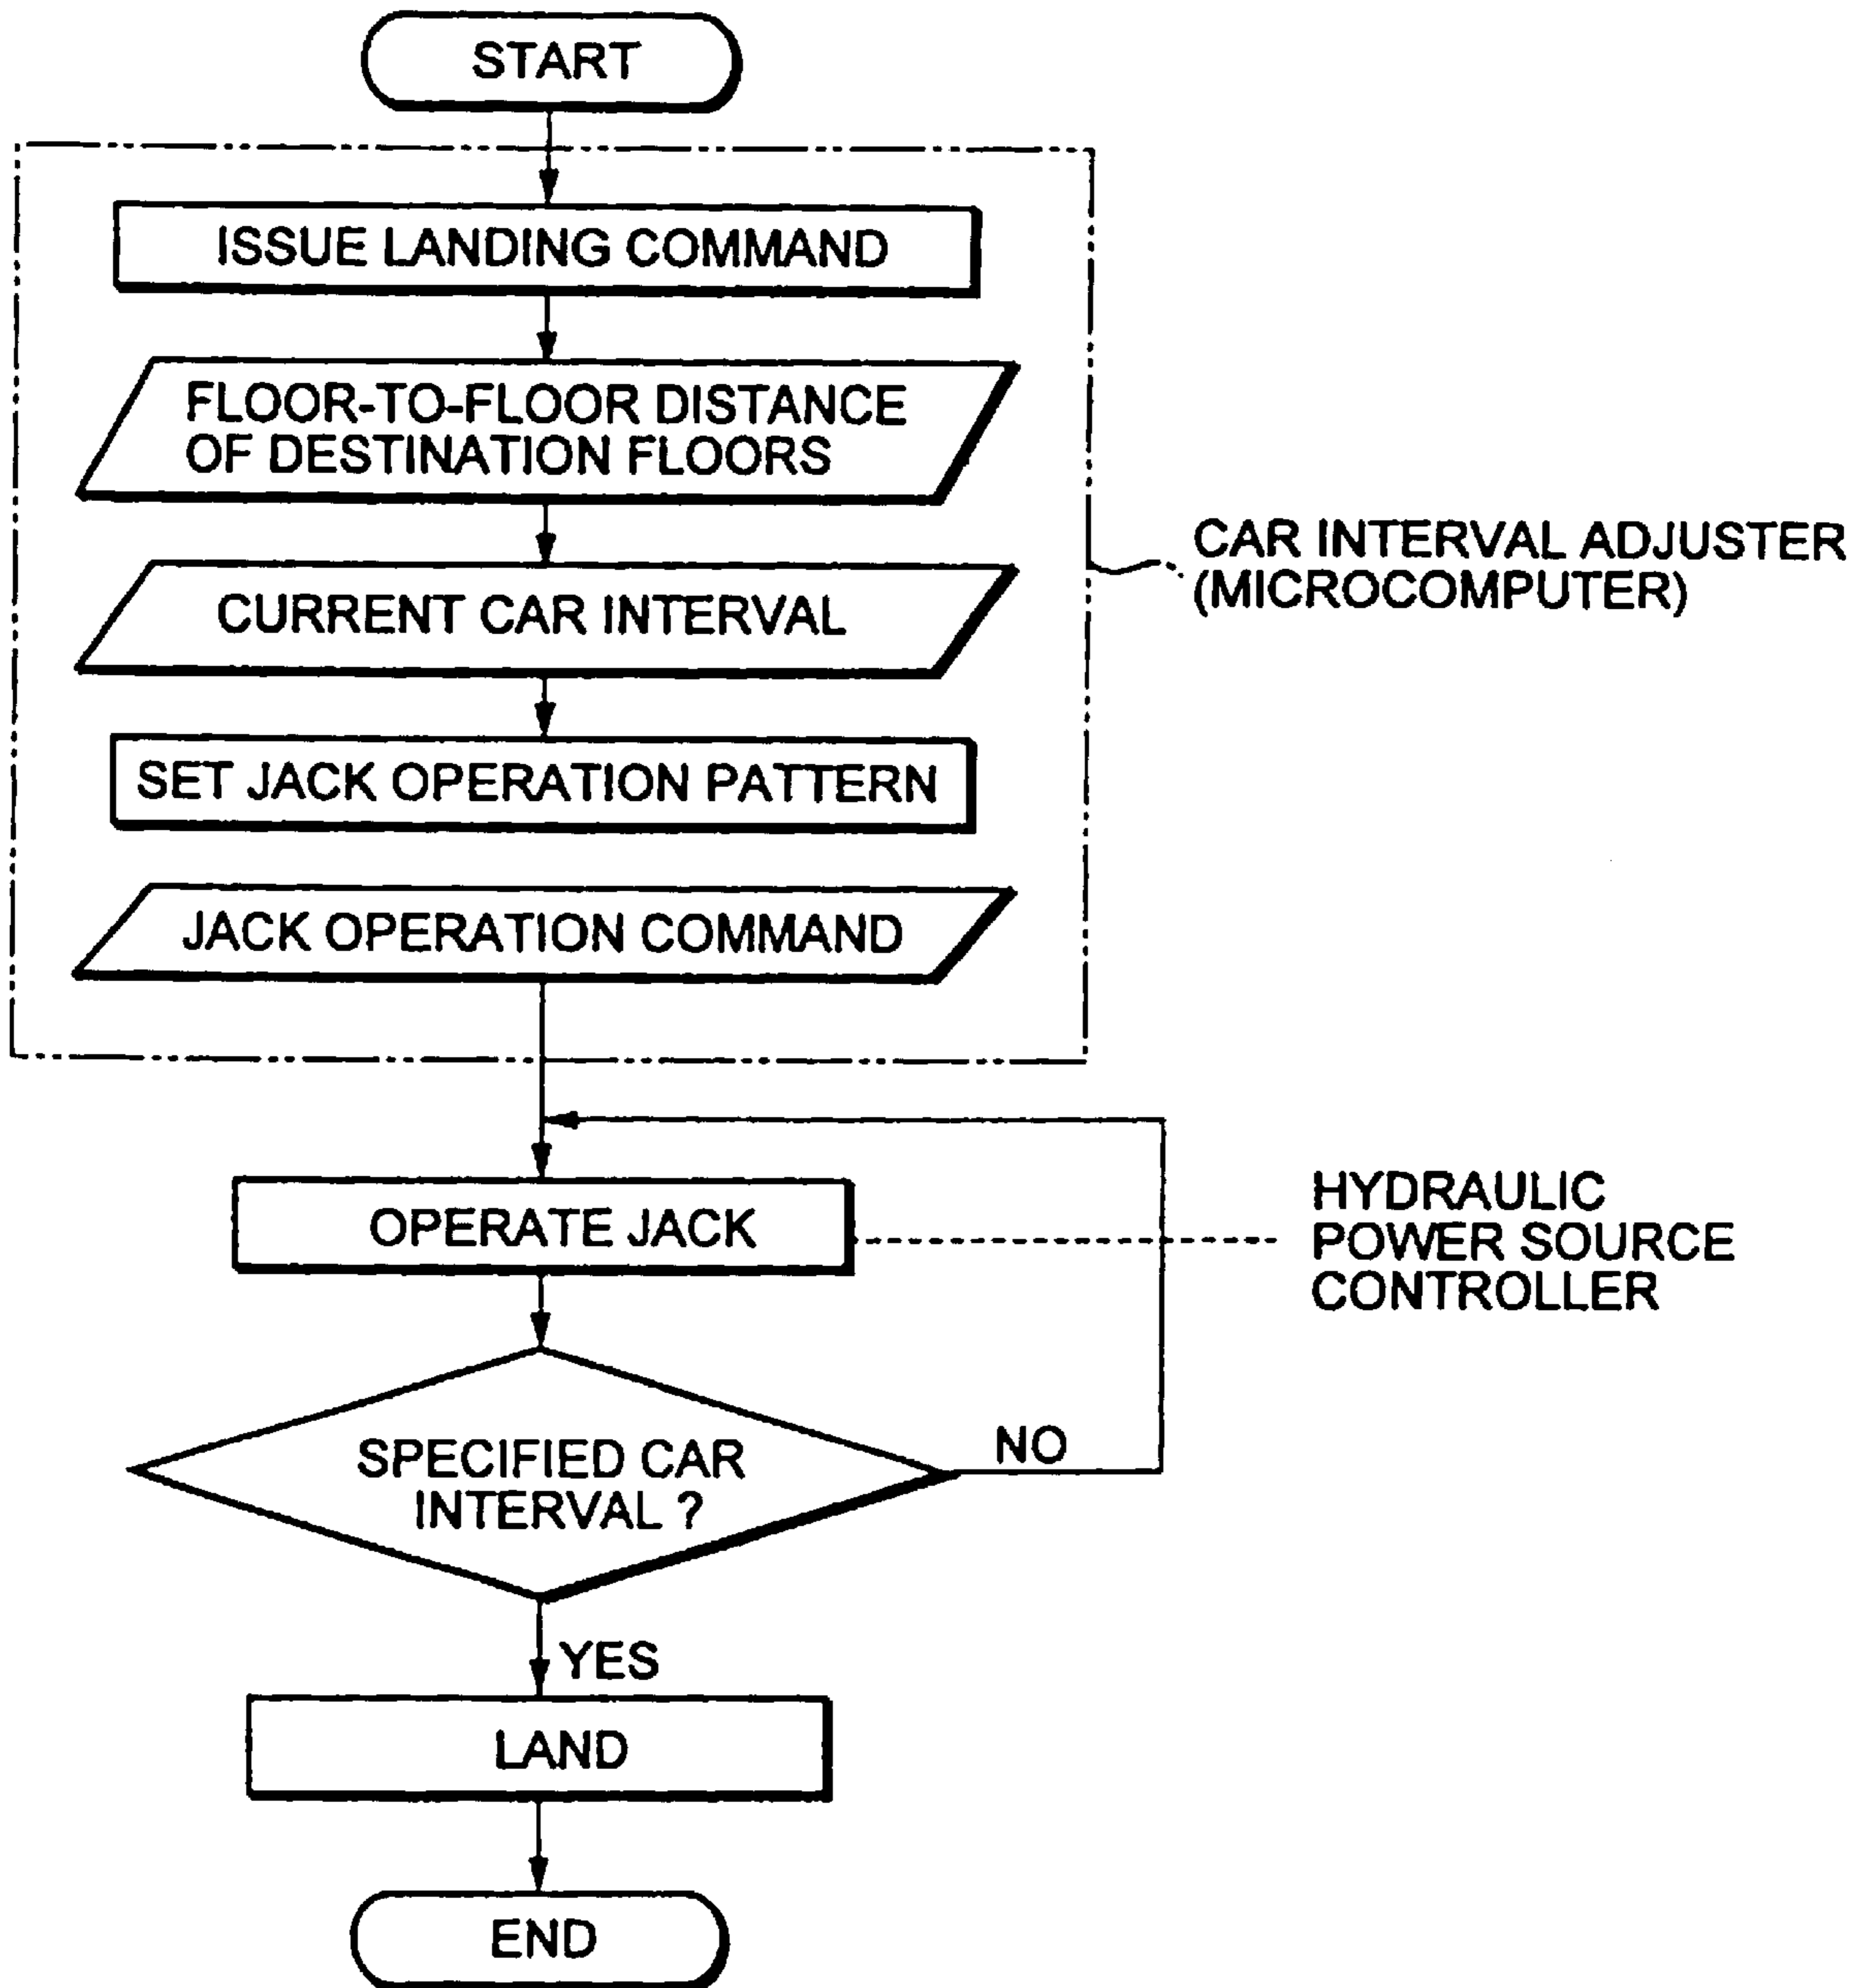 START
ISSUE LANDING COMMAND
FLOOR-TO-FLOOR DISTANCE
OF DESTINATION FLOORS
CURRENT CAR INTERVAL
CAR INTERVAL ADJUSTER
(MICROCOMPUTER)
SET JACK OPERATION PATTERN
JACK OPERATION COMMAND
OPERATE JACK
HYDRAULIC
POWER SOURCE
CONTROLLER
SPECIFIED CAR
INTERVAL ?
NO
YES
LAND
END